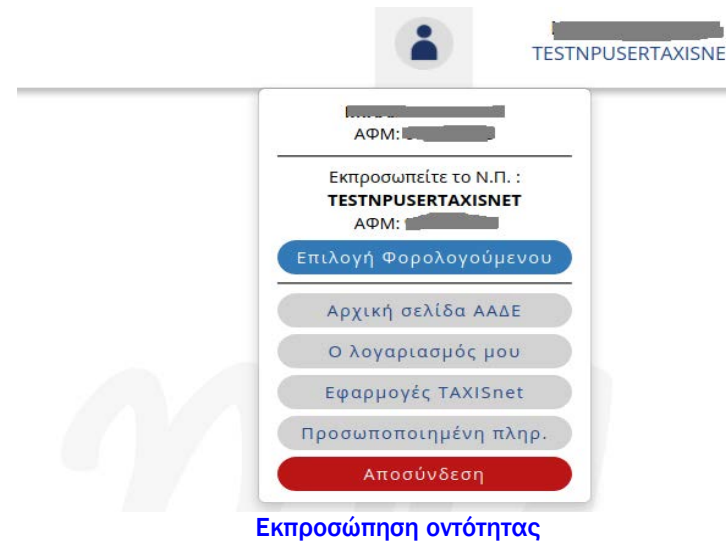 TESTNPUSERTAXISNE
ΑΦΜ:
Εκπροσωπείτε το Ν.Π. :
TESTNPUSERTAXISNET
ΑΦΜ:
Επιλογή Φορολογούμενου
Αρχική σελίδα ΑΑΔΕ
Ο λογαριασμός μου
Εφαρμογές TAXISnet
Προσωποποιημένη πληρ.
Αποσύνδεση
Εκπροσώπηση οντότητας